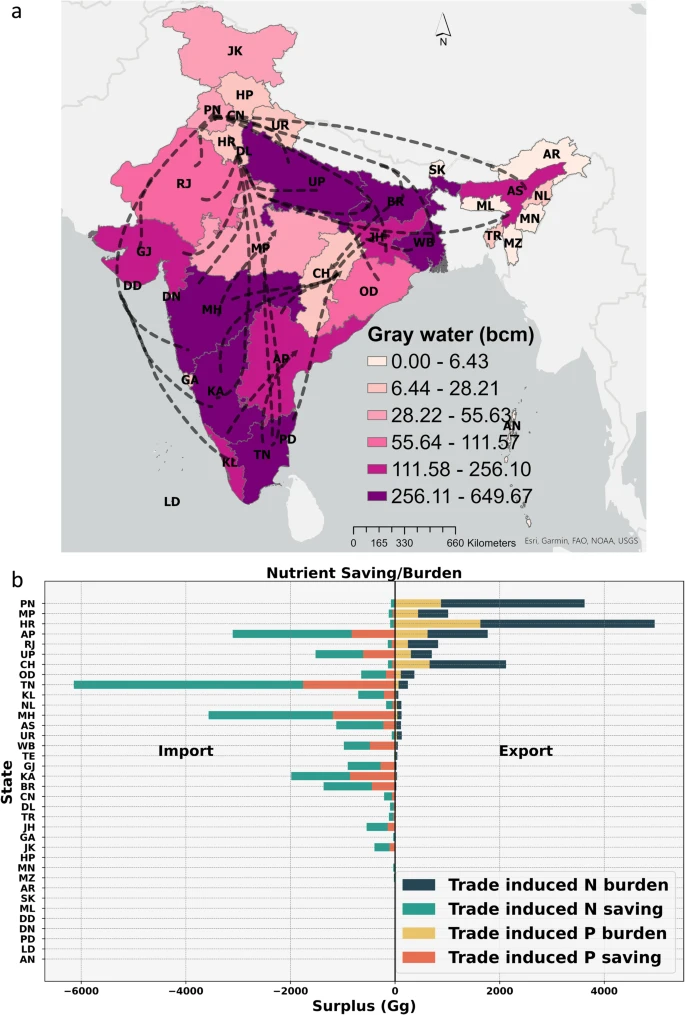 a
N
JK
HP
PN
CN
UR
HR
DL
RJ
UP
SK
AR
AS
NL
BR
ML
MN
JH
WB
TR
MZ
GJ
MP
CH
DD
DN
OD
MH
Gray water (bcm)
0.00 - 6.43
6.44 - 28.21
28.22 - 55.63
55.64 - 111.57
111.58 - 256.10
256.11 - 649.67
AP
GA
KA
AN
PD
KL
TN
LD
0 165 330 660 Kilometers
Esri. Garmin, FAO, NOAA, USGS
b
Nutrient Saving/Burden
PN
MP
HR
AP
RJ
UP
CH
OD
TN
KL
NL
MH
AS
UR
WB
TE
GJ
KA
BR
CN
DL
TR
JH
GA
JK
HP
MN
MZ
AR
SK
ML
DD
DN
PD
LD
AN
State
Import
Export
Trade induced N burden
Trade induced N saving
Trade induced P burden
Trade induced P saving
−6000 −4000 −2000 0 2000 4000
Surplus (Gg)